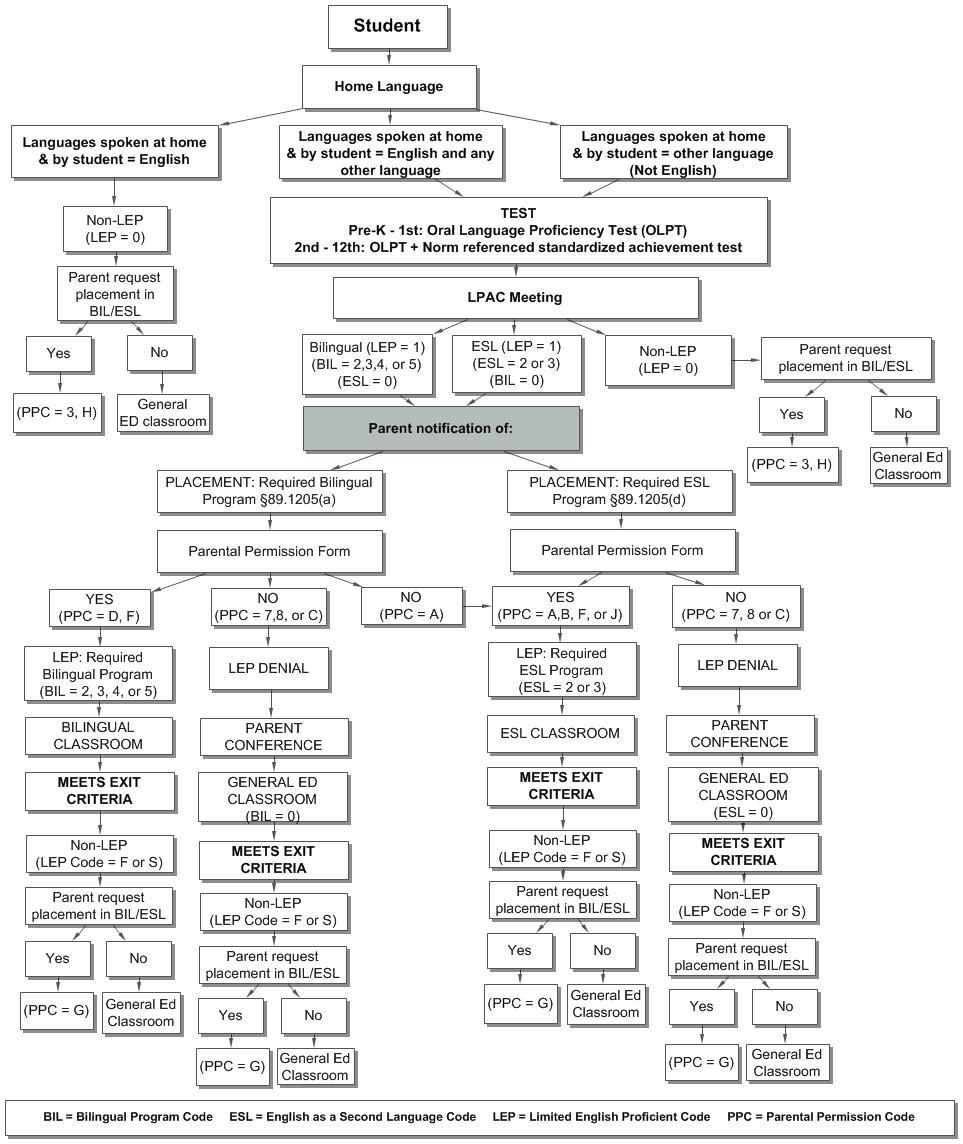 Student
Home Language
Languages spoken at home
& by student = English
Languages spoken at home
& by student = English and any
other language
Languages spoken at home
& by student = other language
(Not English)
Non-LEP
(LEP = 0)
Parent request
placement in
BIL/ESL
Yes
No
(PPC = 3, H)
General
ED classroom
TEST
Pre-K - 1st: Oral Language Proficiency Test (OLPT)
2nd - 12th: OLPT + Norm referenced standardized achievement test
LPAC Meeting
Bilingual (LEP = 1)
(BIL = 2,3,4, or 5)
(ESL = 0)
ESL (LEP = 1)
(ESL = 2 or 3)
(BIL = 0)
Non-LEP
(LEP = 0)
Parent request
placement in BIL/ESL
Yes
No
(PPC = 3, H)
General Ed
Classroom
Parent notification of:
PLACEMENT: Required Bilingual
Program §89.1205(a)
PLACEMENT: Required ESL
Program §89.1205(d)
Parental Permission Form
Parental Permission Form
YES
(PPC = D, F)
NO
(PPC = 7,8, or C)
NO
(PPC = A)
YES
(PPC = A,B, F, or J)
NO
(PPC = 7, 8 or C)
LEP: Required
Bilingual Program
(BIL = 2, 3, 4, or 5)
BILINGUAL
CLASSROOM
MEETS EXIT
CRITERIA
Non-LEP
(LEP Code = F or S)
Parent request
placement in BIL/ESL
Yes
No
(PPC = G)
General Ed
Classroom
LEP DENIAL
PARENT
CONFERENCE
GENERAL ED
CLASSROOM
(BIL = 0)
MEETS EXIT
CRITERIA
Non-LEP
(LEP Code = F or S)
Parent request
placement in BIL/ESL
Yes
No
(PPC = G)
General Ed
Classroom
LEP: Required
ESL Program
(ESL = 2 or 3)
ESL CLASSROOM
MEETS EXIT
CRITERIA
Non-LEP
(LEP Code = F or S)
Parent request
placement in BIL/ESL
Yes
No
(PPC = G)
General Ed
Classroom
LEP DENIAL
PARENT
CONFERENCE
GENERAL ED
CLASSROOM
(ESL = 0)
MEETS EXIT
CRITERIA
Non-LEP
(LEP Code = F or S)
Parent request
placement in BIL/ESL
Yes
No
(PPC = G)
General Ed
Classroom
BIL = Bilingual Program Code ESL = English as a Second Language Code LEP = Limited English Proficient Code PPC = Parental Permission Code